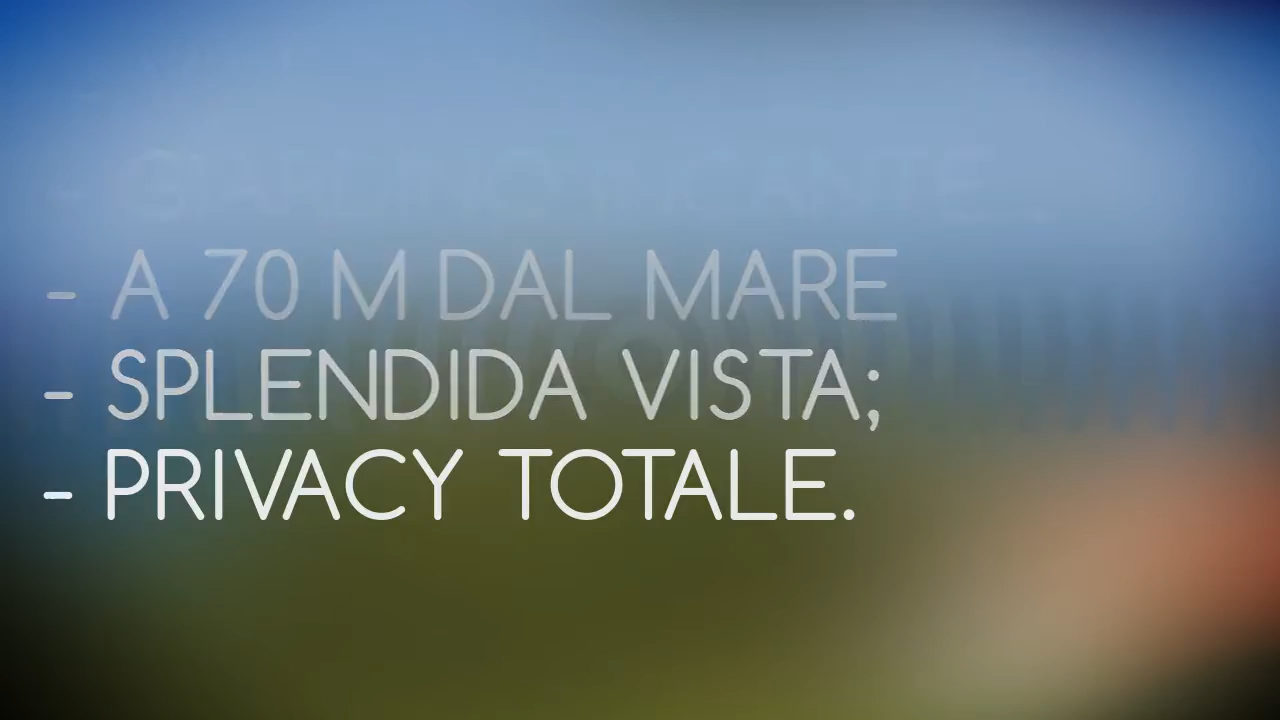 - A 70 M DAL MARE
- SPLENDIDA VISTA;
- PRIVACY TOTALE.